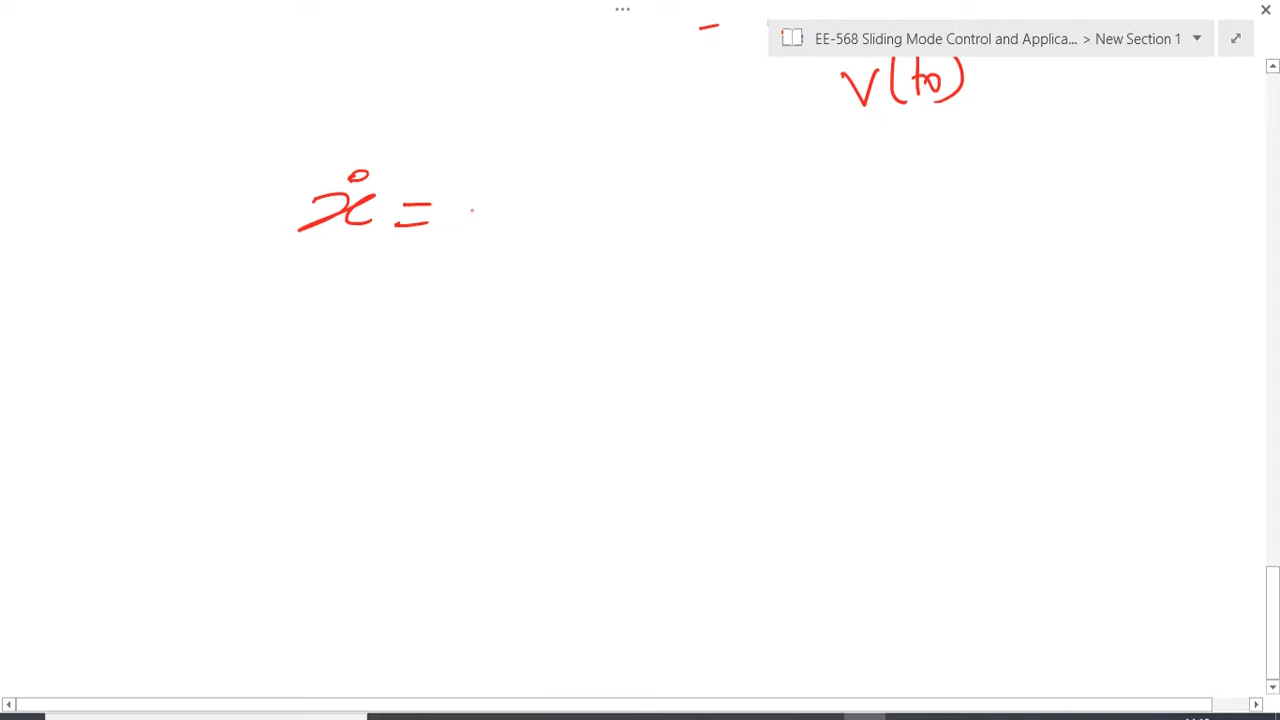 EE-568 Sliding Mode Control and Applica... > New Section 1
V(to)
ẋ =